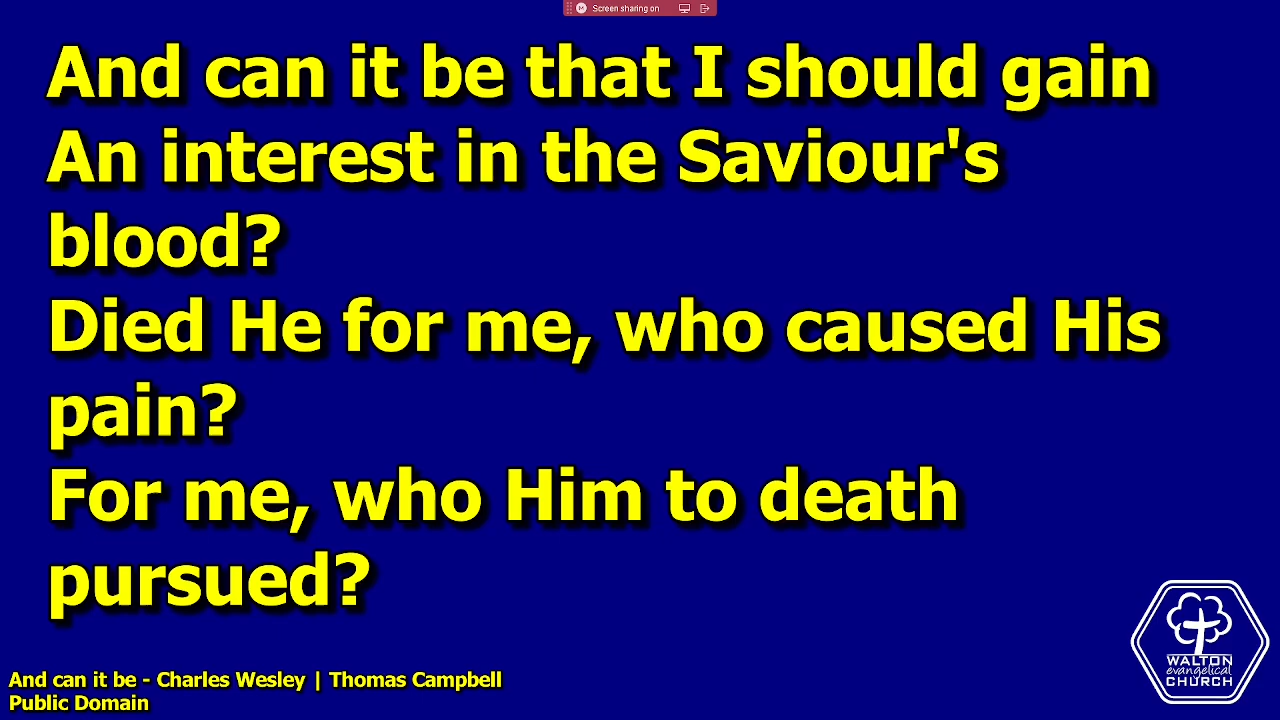 Screen sharing on
And can it be that I should gain
An interest in the Saviour's
blood?
Died He for me, who caused His
pain?
For me, who Him to death
pursued?
WALTON
evangelical
CHURCH
And can it be - Charles Wesley | Thomas Campbell
Public Domain